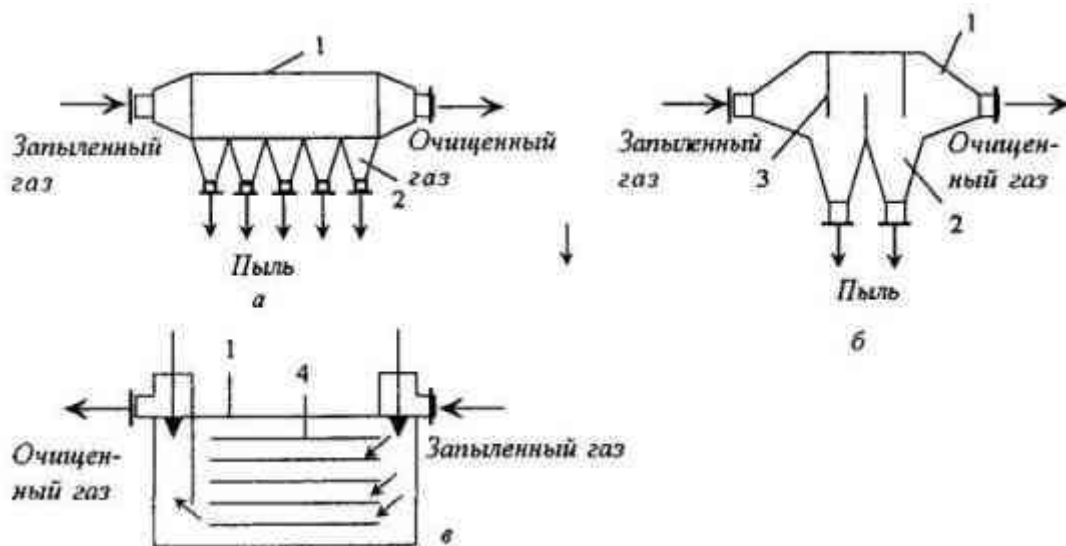 1
Запыленный
газ
Очищенный
газ
2
Пыль
а
1
Запыленный
газ
3
Очищен-
ный газ
2
Пыль
б
1
4
Очищен-
ный газ
Запыленный газ
в